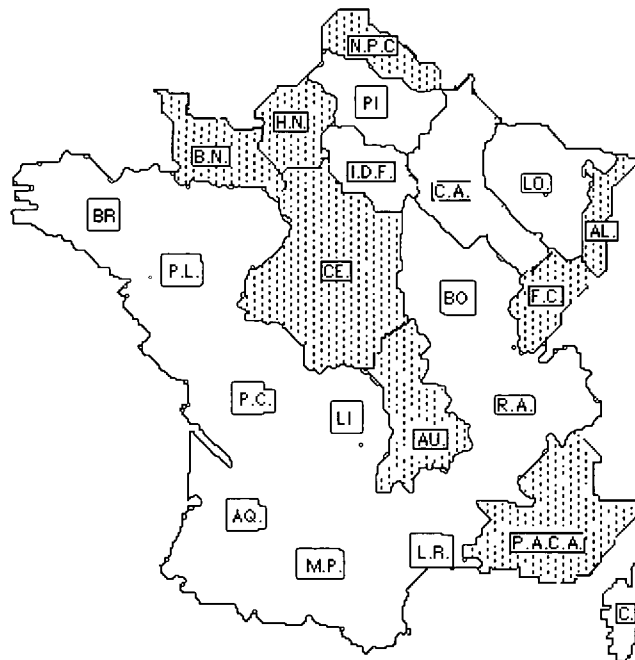 N.P.C
PI
H.N.
B.N.
I.D.F.
C.A.
LO.
BR
AL.
P.L.
CE.
BO
F.C.
P.C.
LI
R.A.
AU.
AQ.
P.A.C.A.
L.R.
M.P.
C.